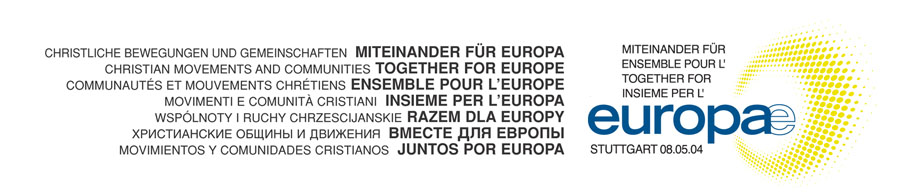 CHRISTLICHE BEWEGUNGEN UND GEMEINSCHAFTEN MITEINANDER FÜR EUROPA
CHRISTIAN MOVEMENTS AND COMMUNITIES TOGETHER FOR EUROPE
COMMUNAUTÉS ET MOUVEMENTS CHRÉTIENS ENSEMBLE POUR L'EUROPE
MOVIMENTI E COMUNITÀ CRISTIANI INSIEME PER L'EUROPA
WSPÓLNOTY I RUCHY CHRZESCIJANSKIE RAZEM DLA EUROPY
ХРИСТИАНСКИЕ ОБЩИНЫ И ДВИЖЕНИЯ ВМЕСТЕ ДЛЯ ЕВРОПЫ
MOVIMIENTOS Y COMUNIDADES CRISTIANOS JUNTOS POR EUROPA
MITEINANDER FÜR
ENSEMBLE POUR L'
TOGETHER FOR
INSIEME PER L'
europae
STUTTGART 08.05.04